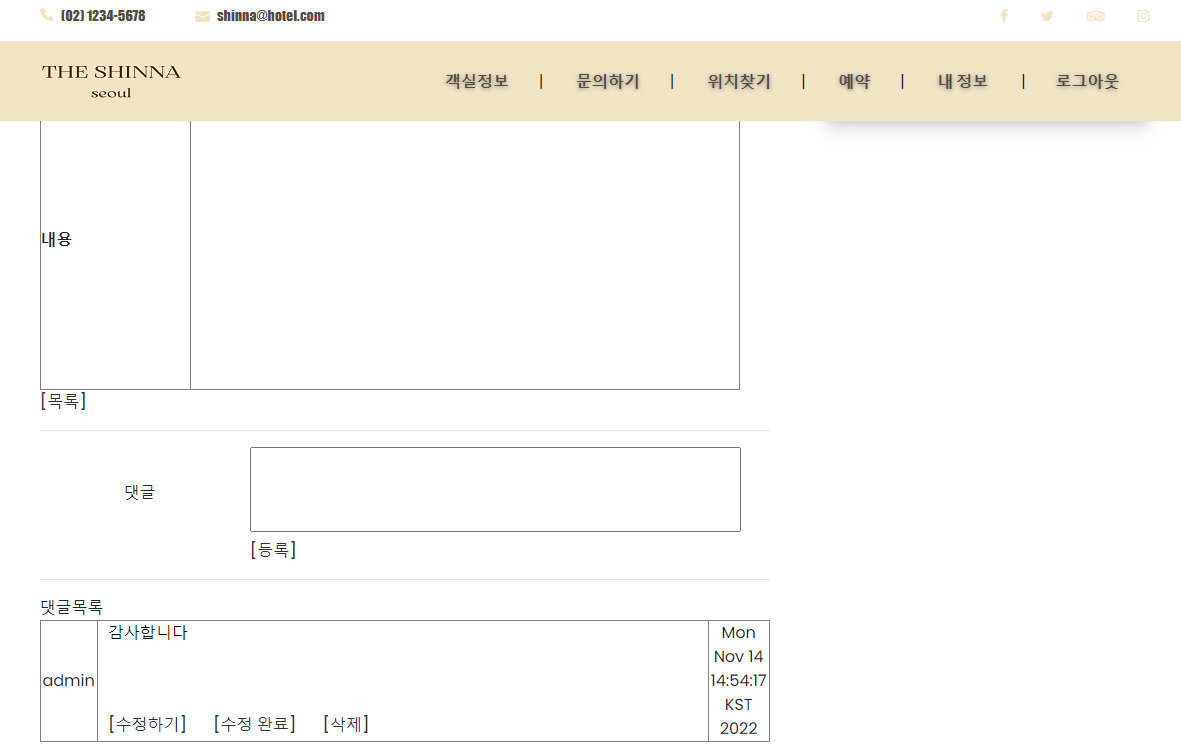 (02) 1234-5678 shinna@hotel.com
THE SHINNA
seoul
객실정보 | 문의하기 | 위치찾기 | 예약 | 내 정보 | 로그아웃
내용
[목록]
댓글
[등록]
댓글목록
admin
감사합니다
[수정하기] [수정 완료] [삭제]
Mon
Nov 14
14:54:17
KST
2022